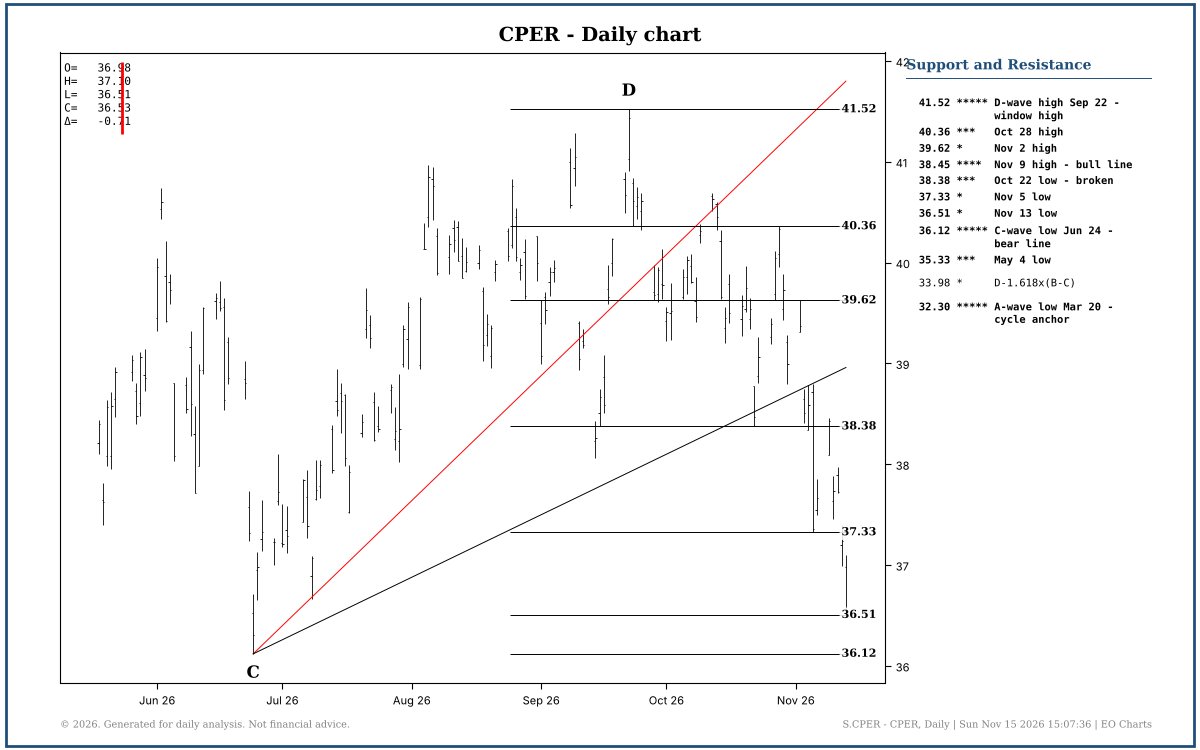 CPER - Daily chart
O= 36.98
H= 37.10
L= 36.51
C= 36.53
Δ= -0.71
D
C
41.52
40.36
39.62
38.38
37.33
36.51
36.12
42
41
40
39
38
37
36
Jun 26 Jul 26 Aug 26 Sep 26 Oct 26 Nov 26
Support and Resistance
41.52 ***** D-wave high Sep 22 -
window high
40.36 *** Oct 28 high
39.62 * Nov 2 high
38.45 **** Nov 9 high - bull line
38.38 *** Oct 22 low - broken
37.33 * Nov 5 low
36.51 * Nov 13 low
36.12 ***** C-wave low Jun 24 -
bear line
35.33 *** May 4 low
33.98 * D-1.618x(B-C)
32.30 ***** A-wave low Mar 20 -
cycle anchor
© 2026. Generated for daily analysis. Not financial advice.
S.CPER - CPER, Daily | Sun Nov 15 2026 15:07:36 | EO Charts